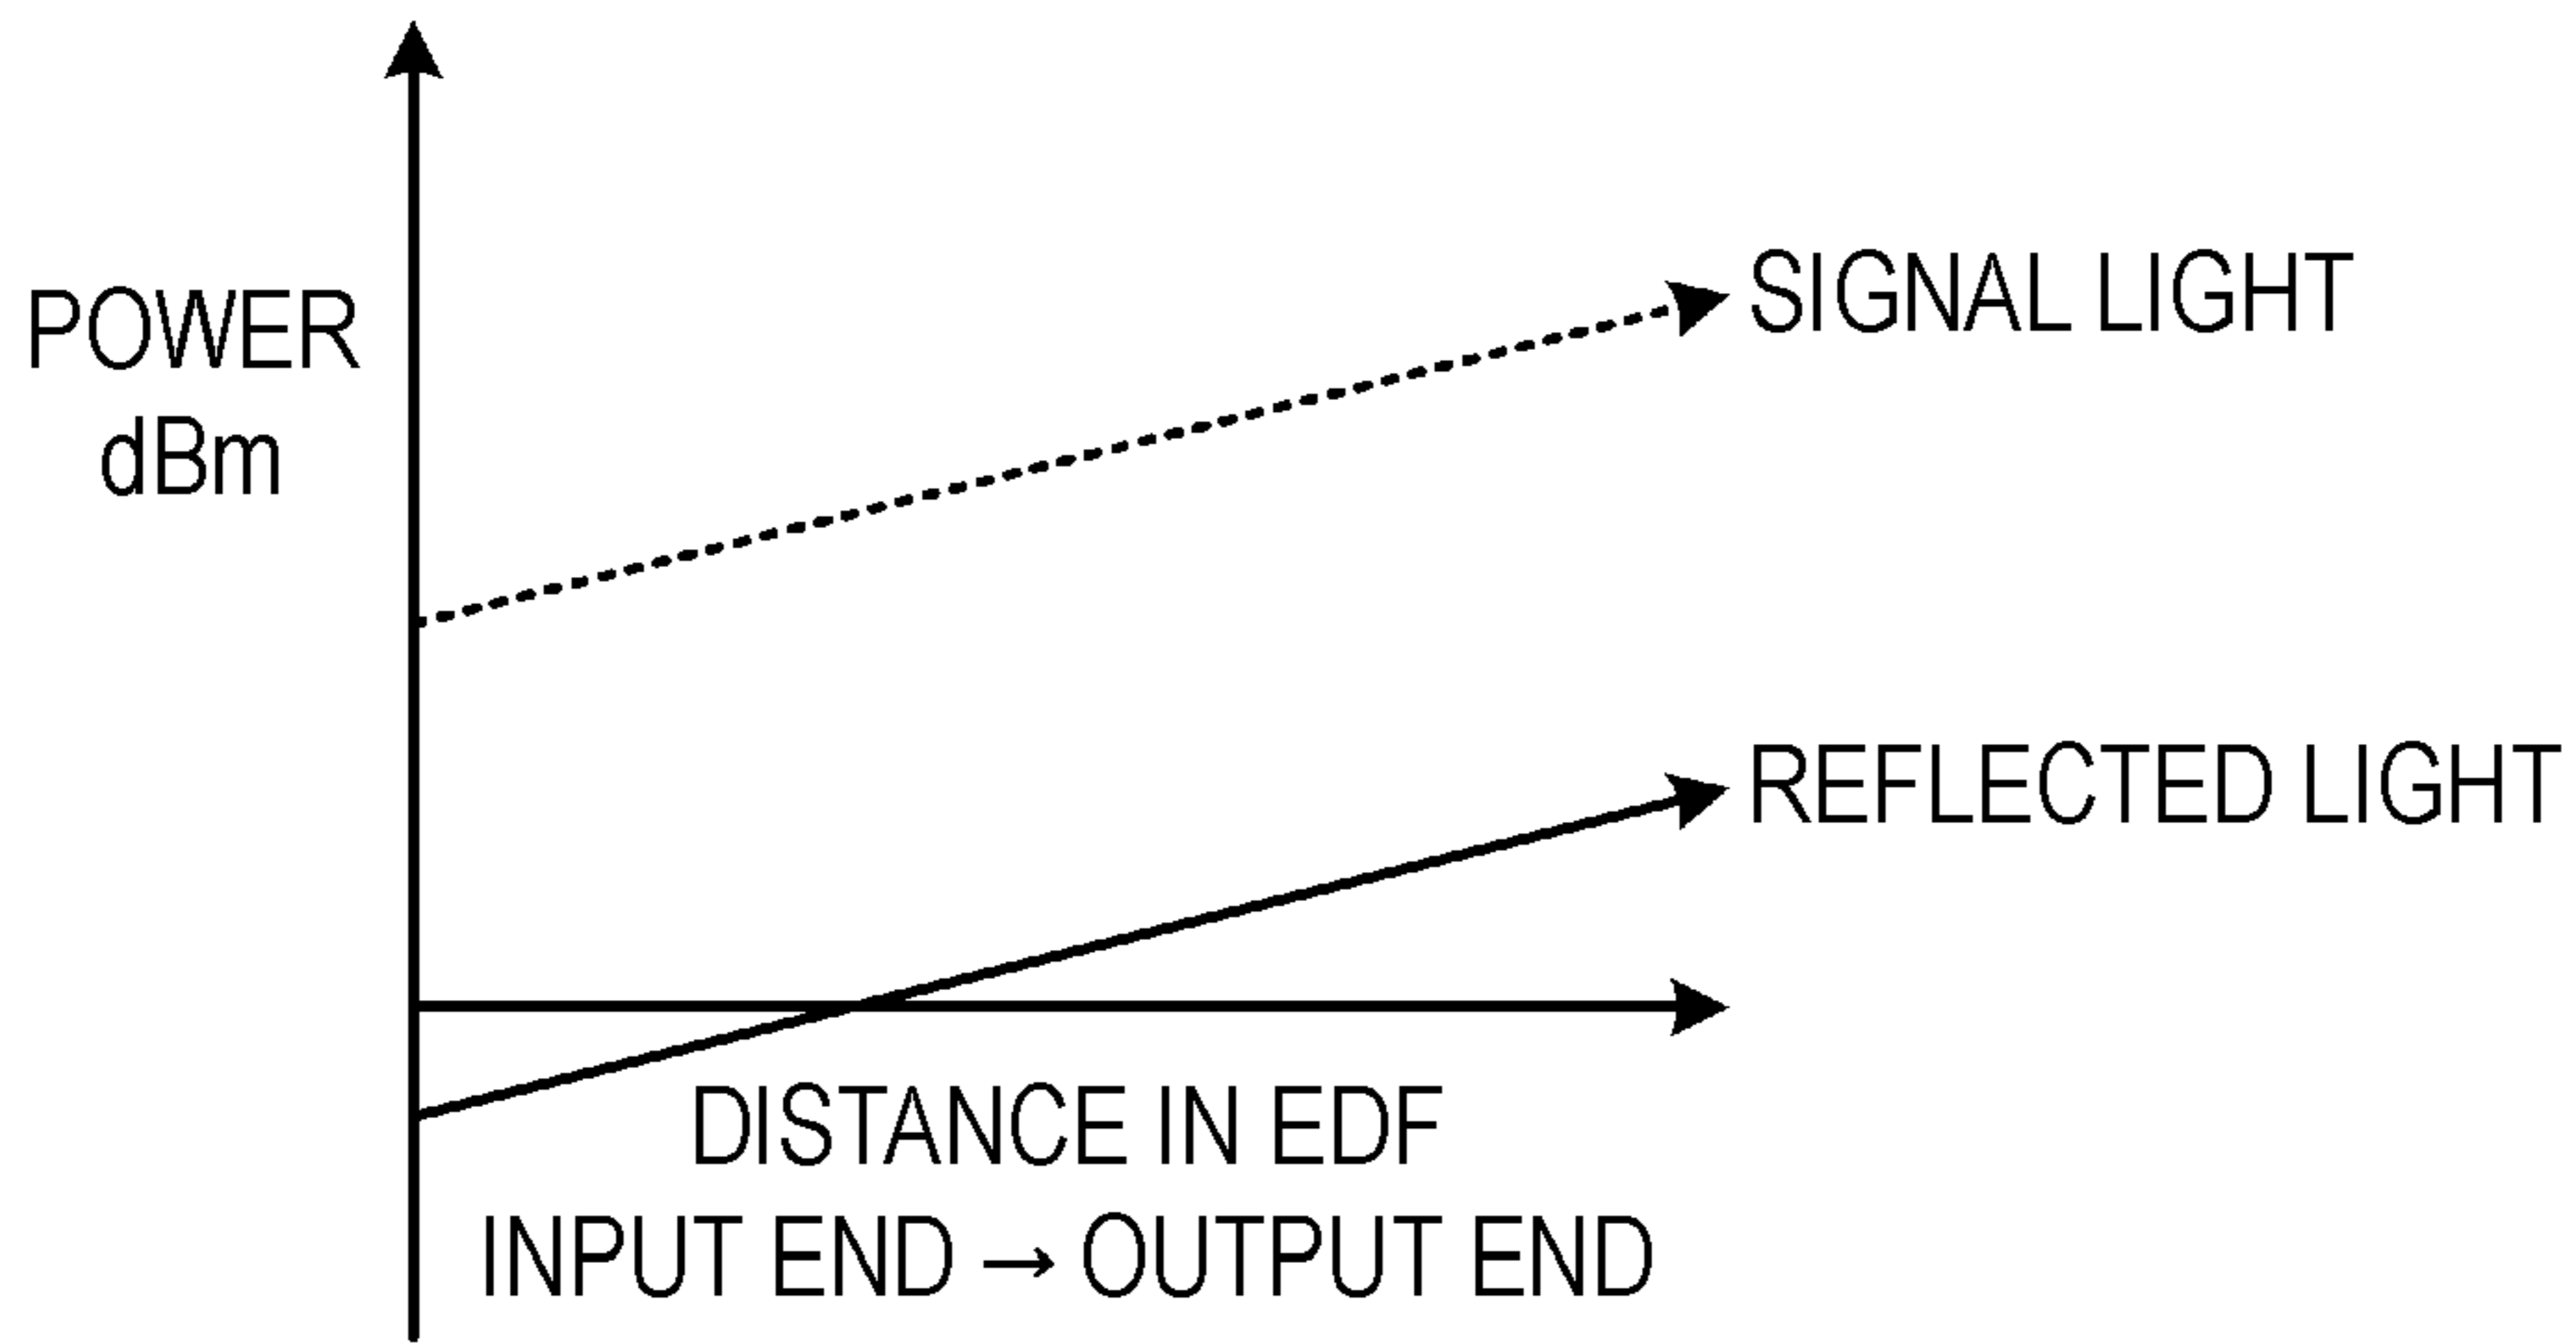 POWER
dBm
SIGNAL LIGHT
REFLECTED LIGHT
DISTANCE IN EDF
INPUT END → OUTPUT END